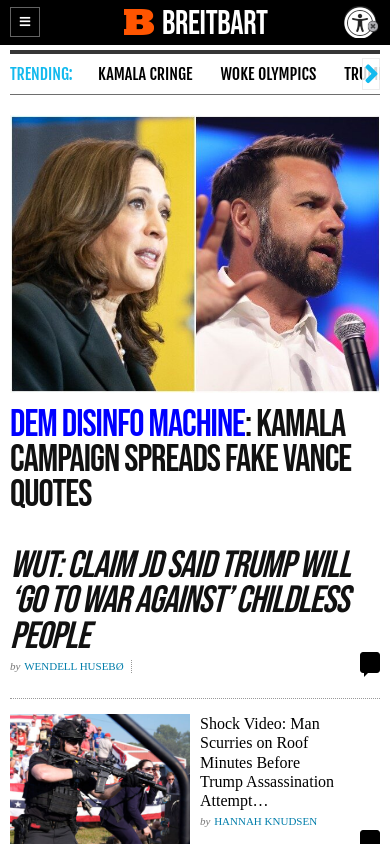 B BREITBART
TRENDING: KAMALA CRINGE WOKE OLYMPICS
DEM DISINFO MACHINE: KAMALA
CAMPAIGN SPREADS FAKE VANCE
QUOTES
WUT: CLAIM JD SAID TRUMP WILL
‘GO TO WAR AGAINST’ CHILDLESS
PEOPLE
by WENDELL HUSEBØ
Shock Video: Man
Scurries on Roof
Minutes Before
Trump Assassination
Attempt…
by HANNAH KNUDSEN